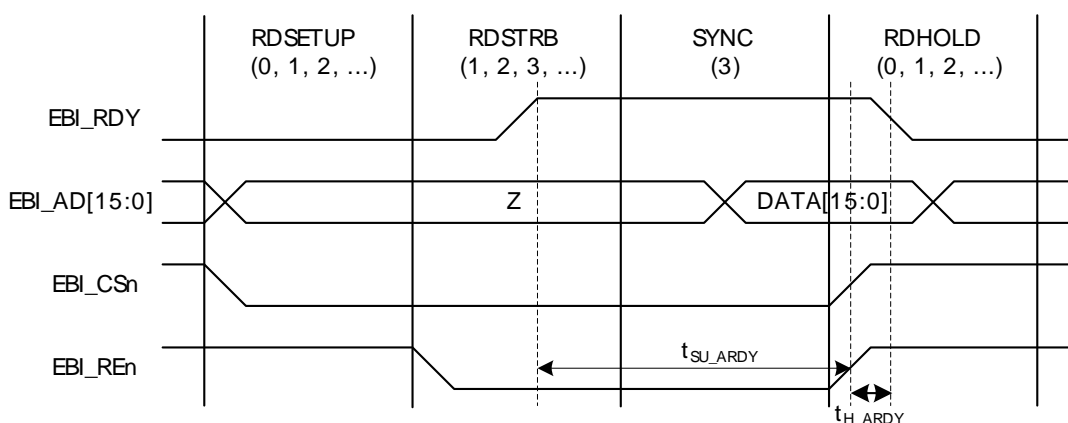 RDSETUP RDSTRB SYNC RDHOLD
(0, 1, 2, ...) (1, 2, 3, ...) (3) (0, 1, 2, ...)
EBI_RDY
EBI_AD[15:0] Z DATA[15:0]
EBI_CSn
EBI_REn tSU_ARDY
tH_ARDY